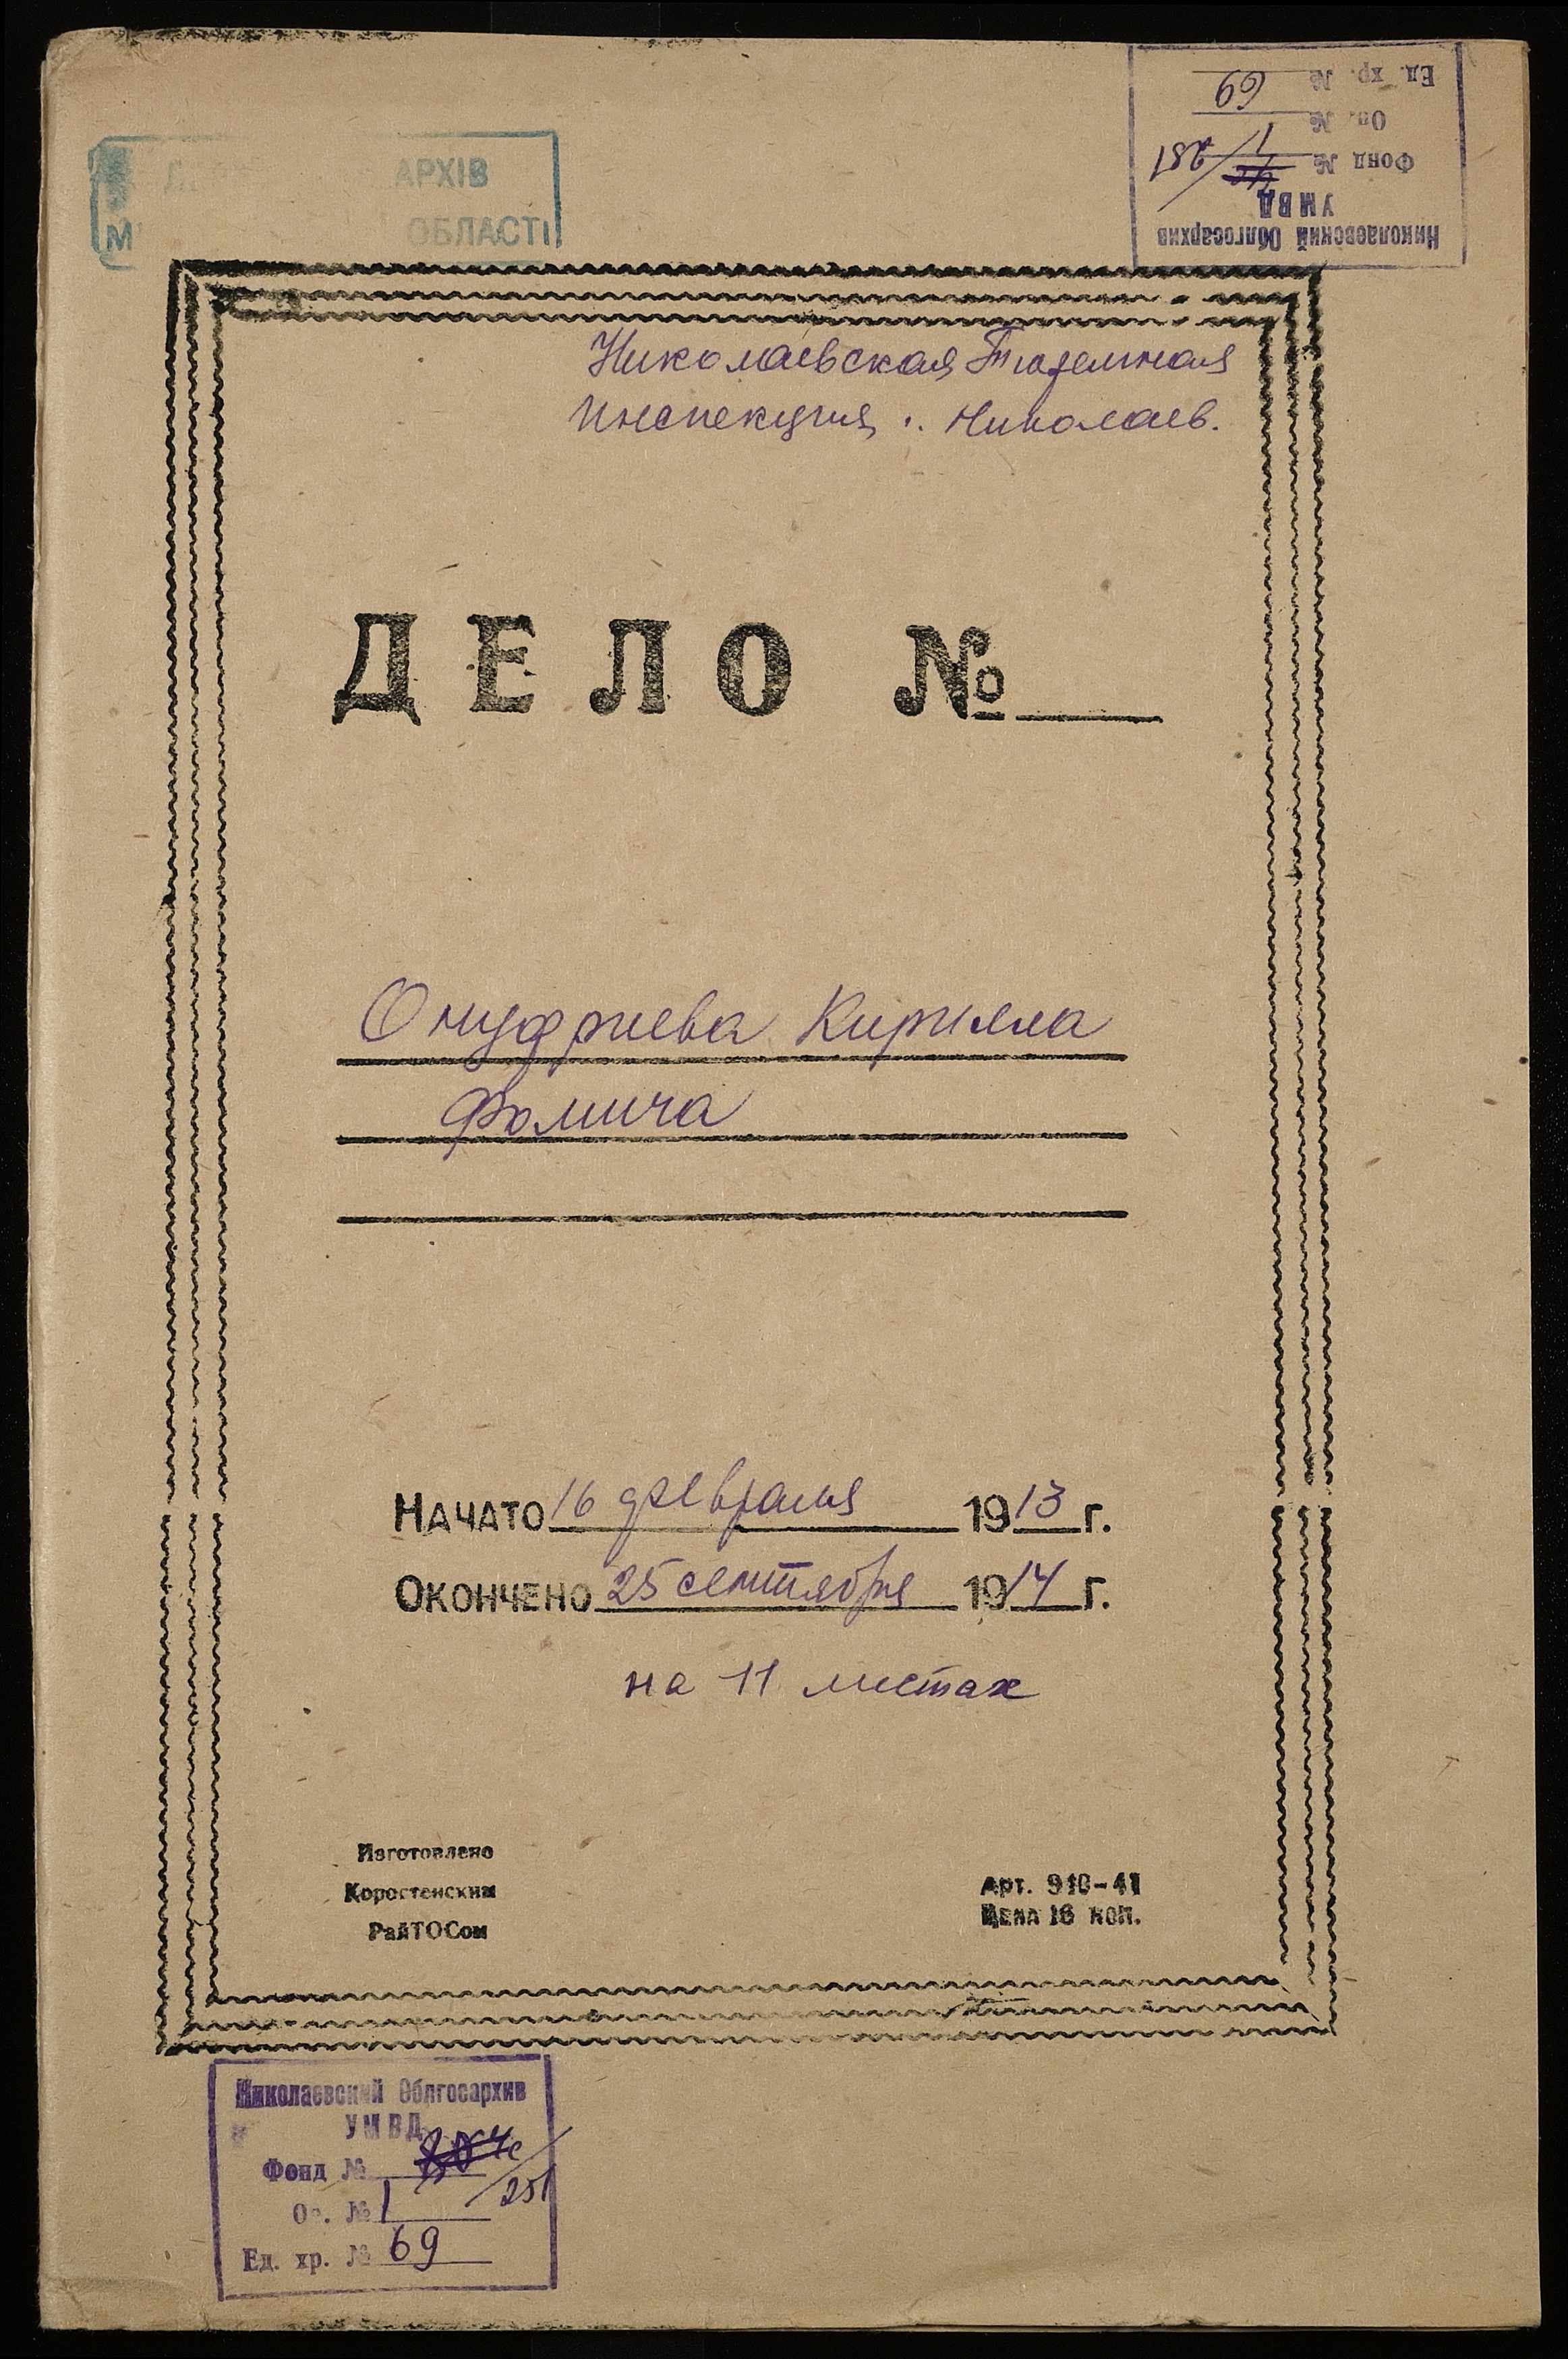 АРХІВ
ОБЛАСТІ
Николаевский Облгосархив
УМВД
Фонд №
Оп. № 1
Ед. хр. № 69
Николаевская Тюремная
Инспекция г. Николаев.
ДЕЛО №
Онуфриева Кирилла
Фомича
НАЧАТО 16 февраля 1913 г.
ОКОНЧЕНО 25 сентября 1914 г.
на 11 листах
Изготовлено
Коростенским
РайТОСом
Арт. 910-41
Цена 16 коп.
Николаевский Облгосархив
УМВД
Фонд № 251
Оп. № 1
Ед. хр. № 69